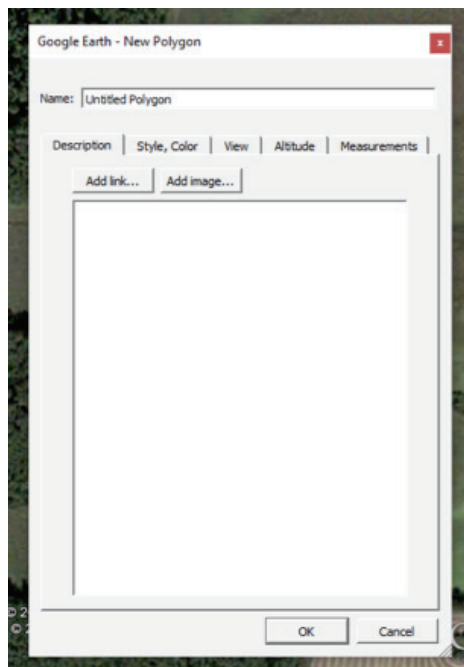 Google Earth - New Polygon
x
Name: Untitled Polygon
Description Style, Color View Altitude Measurements
Add link... Add image...
© 2
©
OK Cancel